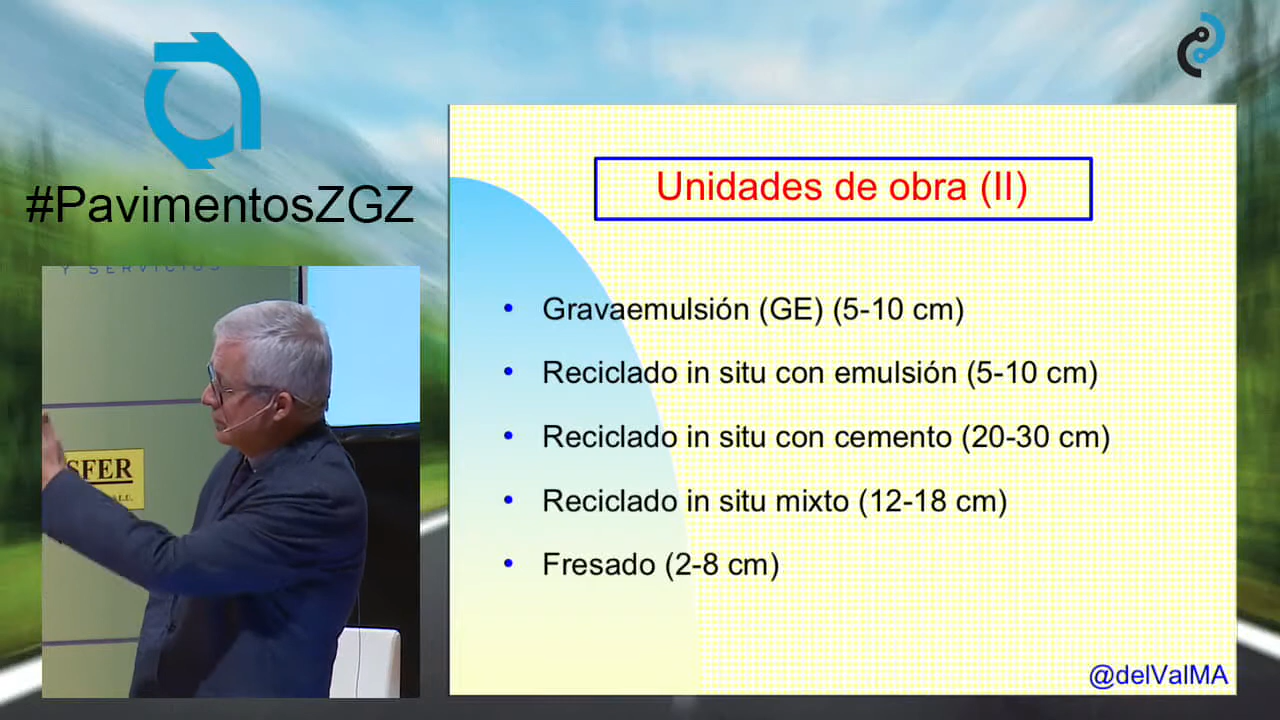 #PavimentosZGZ
Y SERVICIOS
SFER
Unidades de obra (II)
• Gravaemulsión (GE) (5-10 cm)
• Reciclado in situ con emulsión (5-10 cm)
• Reciclado in situ con cemento (20-30 cm)
• Reciclado in situ mixto (12-18 cm)
• Fresado (2-8 cm)
@delValMA